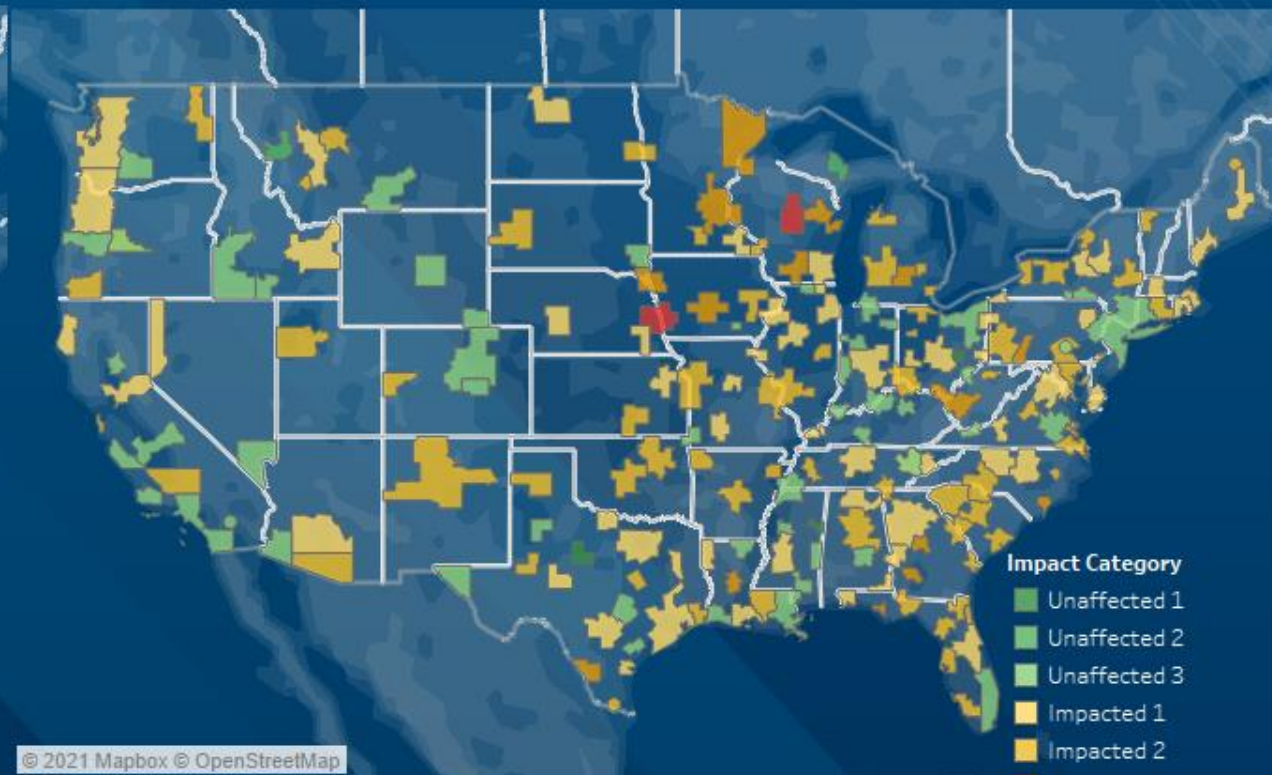 Impact Category
Unaffected 1
Unaffected 2
Unaffected 3
Impacted 1
Impacted 2
© 2021 Mapbox © OpenStreetMap